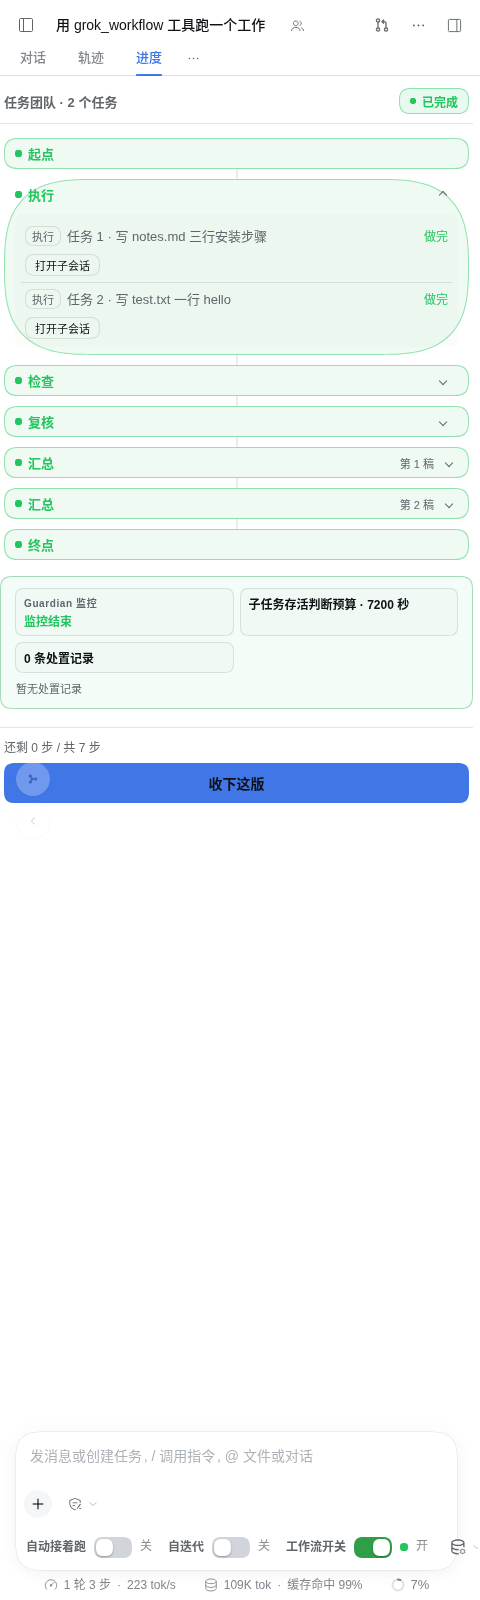 用 grok_workflow 工具跑一个工作
对话 轨迹 进度 ···
任务团队 · 2 个任务 已完成
起点
执行
执行 任务 1 · 写 notes.md 三行安装步骤 做完
打开子会话
执行 任务 2 · 写 test.txt 一行 hello 做完
打开子会话
检查
复核
汇总 第 1 稿
汇总 第 2 稿
终点
Guardian 监控
监控结束
子任务存活判断预算 · 7200 秒
0 条处置记录
暂无处置记录
还剩 0 步 / 共 7 步
收下这版
发消息或创建任务, / 调用指令, @ 文件或对话
自动接着跑 关 自迭代 关 工作流开关 开
1 轮 3 步 · 223 tok/s 109K tok · 缓存命中 99% 7%